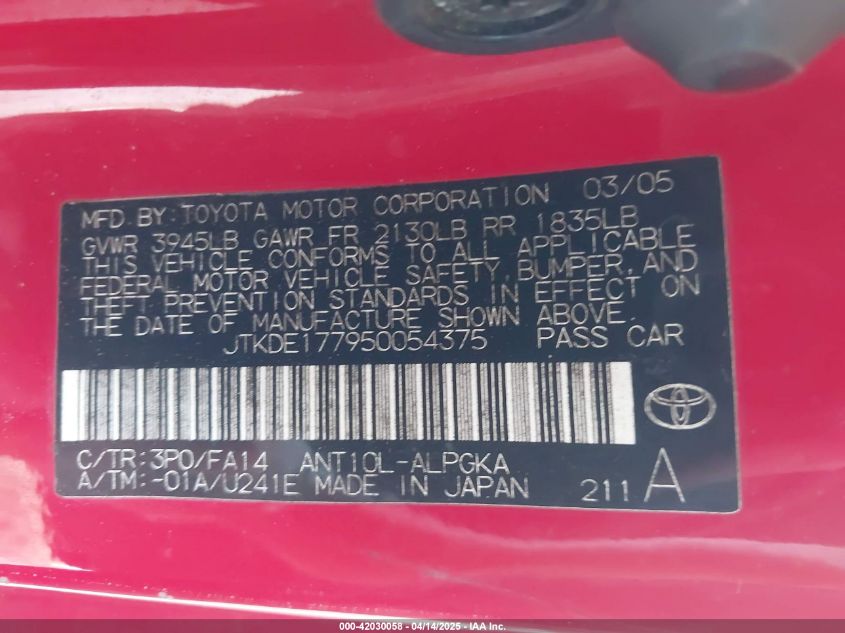 MFD. BY: TOYOTA MOTOR CORPORATION 03/05
GVWR 3945LB GAWR FR 2130LB RR 1835LB
THIS VEHICLE CONFORMS TO ALL APPLICABLE
FEDERAL MOTOR VEHICLE SAFETY, BUMPER, AND
THEFT PREVENTION STANDARDS IN EFFECT ON
THE DATE OF MANUFACTURE SHOWN ABOVE.
JTKDE177950054375 PASS CAR
C/TR: 3P0/FA14 ANT10L-ALPGKA
A/TM: -01A/U241E MADE IN JAPAN 211 A
000-42030058 - 04/14/2025 - IAA Inc.